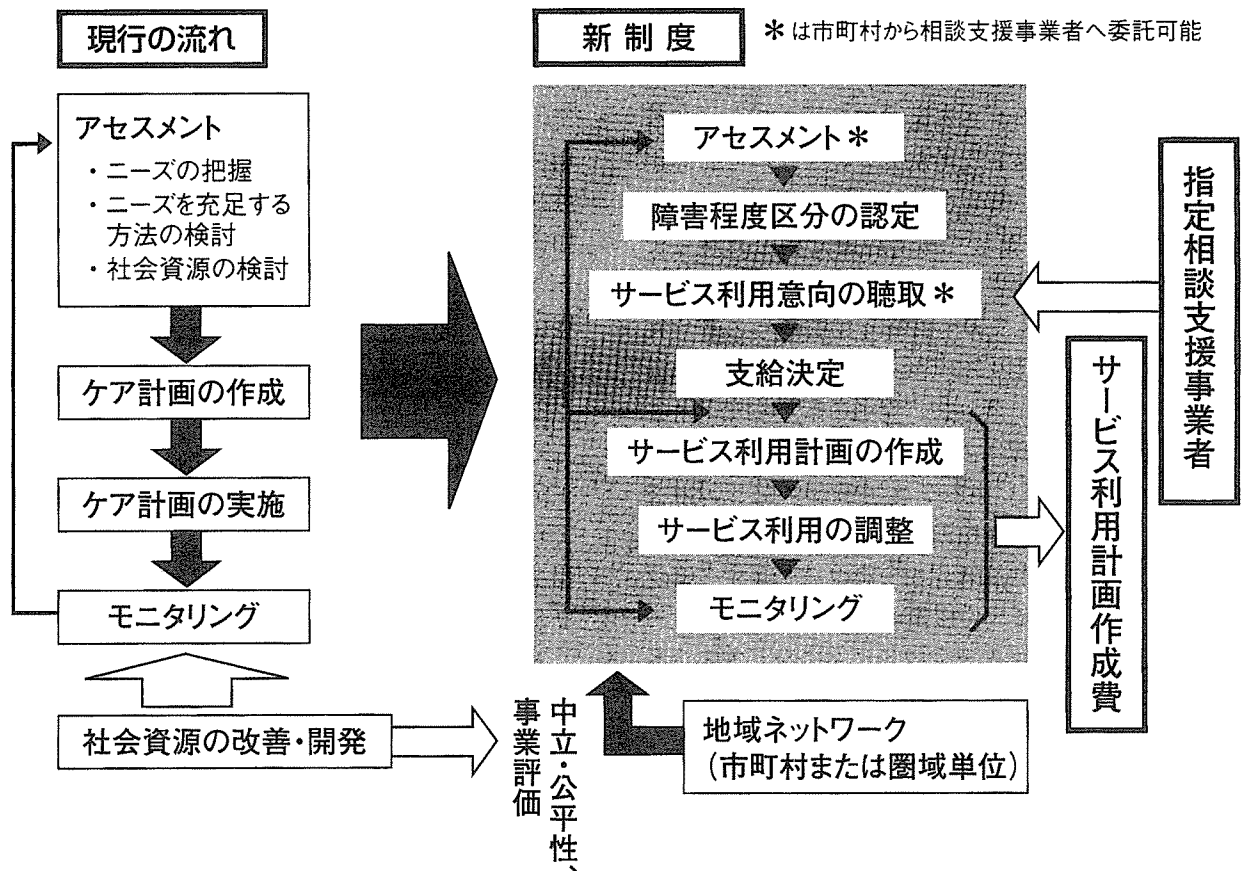 現行の流れ
アセスメント
・ニーズの把握
・ニーズを充足する
方法の検討
・社会資源の検討
ケア計画の作成
ケア計画の実施
モニタリング
社会資源の改善・開発
新制度
＊は市町村から相談支援事業者へ委託可能
アセスメント＊
障害程度区分の認定
サービス利用意向の聴取＊
支給決定
サービス利用計画の作成
サービス利用の調整
モニタリング
指定相談支援事業者
サービス利用計画作成費
中立・公平性、
事業評価
地域ネットワーク
（市町村または圏域単位）